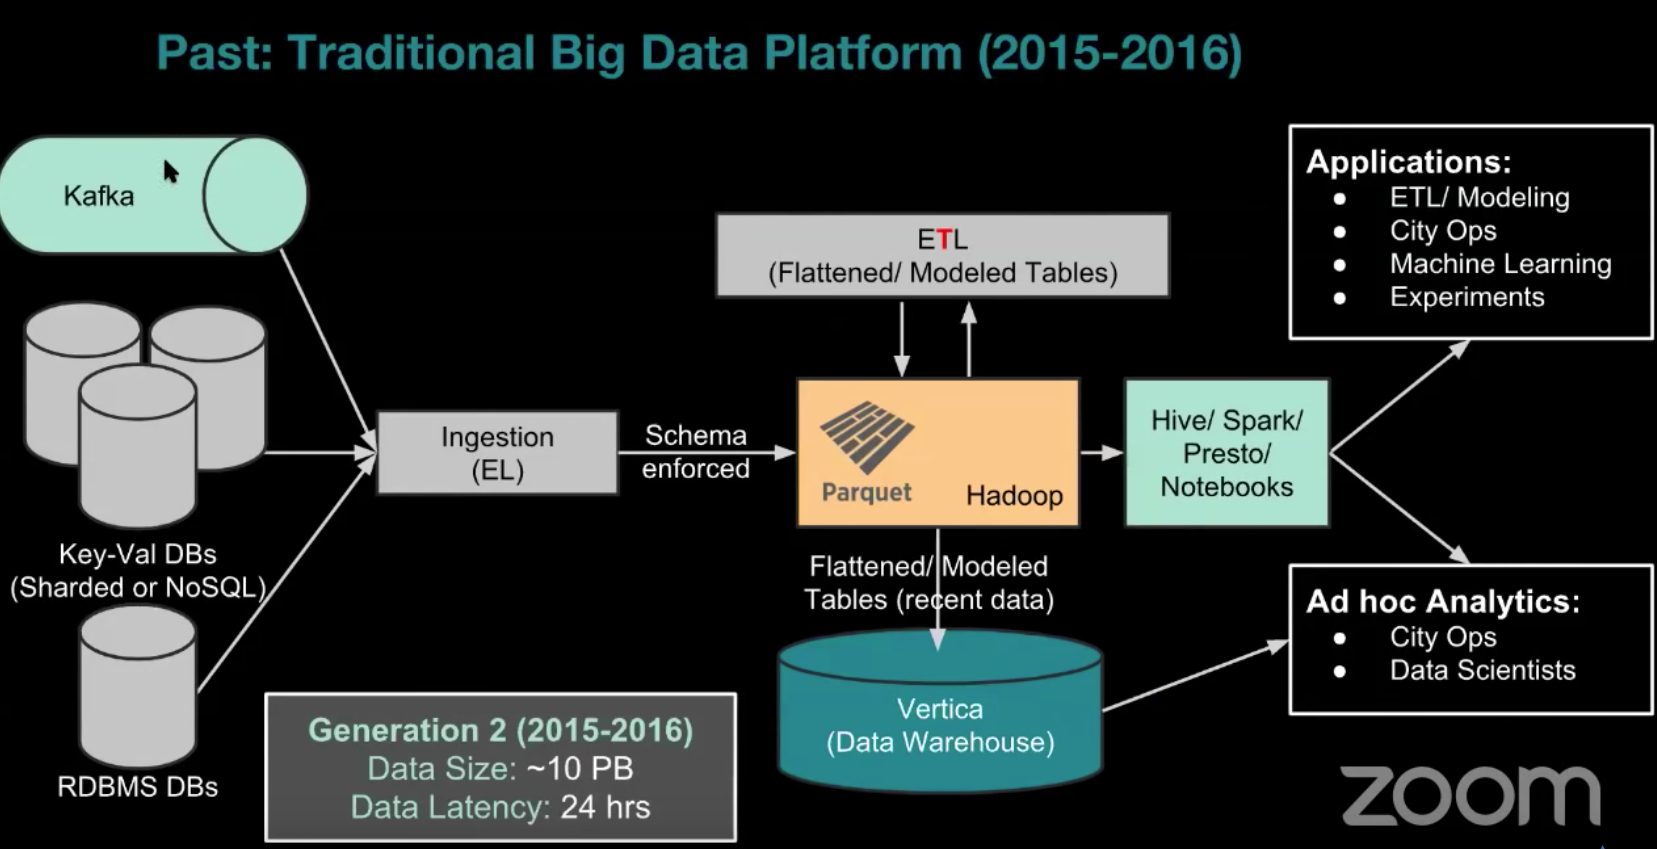 Past: Traditional Big Data Platform (2015-2016)
Kafka
Key-Val DBs
(Sharded or NoSQL)
RDBMS DBs
Ingestion
(EL)
Schema
enforced
ETL
(Flattened/ Modeled Tables)
Parquet
Hadoop
Hive/ Spark/
Presto/
Notebooks
Flattened/ Modeled
Tables (recent data)
Vertica
(Data Warehouse)
Applications:
● ETL/ Modeling
● City Ops
● Machine Learning
● Experiments
Ad hoc Analytics:
● City Ops
● Data Scientists
Generation 2 (2015-2016)
Data Size: ~10 PB
Data Latency: 24 hrs
zoom